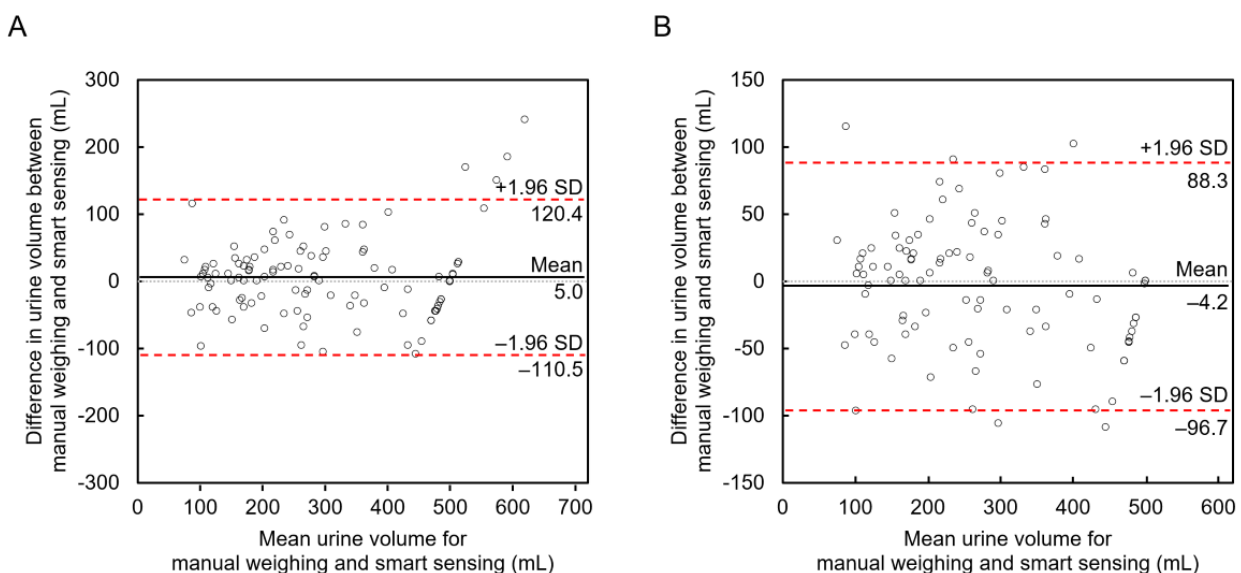 A
Difference in urine volume between
manual weighing and smart sensing (mL)
300
200
100
0
-100
-200
-300
+1.96 SD
120.4
Mean
5.0
–1.96 SD
–110.5
0
100
200
300
400
500
600
700
Mean urine volume for
manual weighing and smart sensing (mL)
B
Difference in urine volume between
manual weighing and smart sensing (mL)
150
100
50
0
-50
-100
-150
+1.96 SD
88.3
Mean
–4.2
–1.96 SD
–96.7
0
100
200
300
400
500
600
Mean urine volume for
manual weighing and smart sensing (mL)